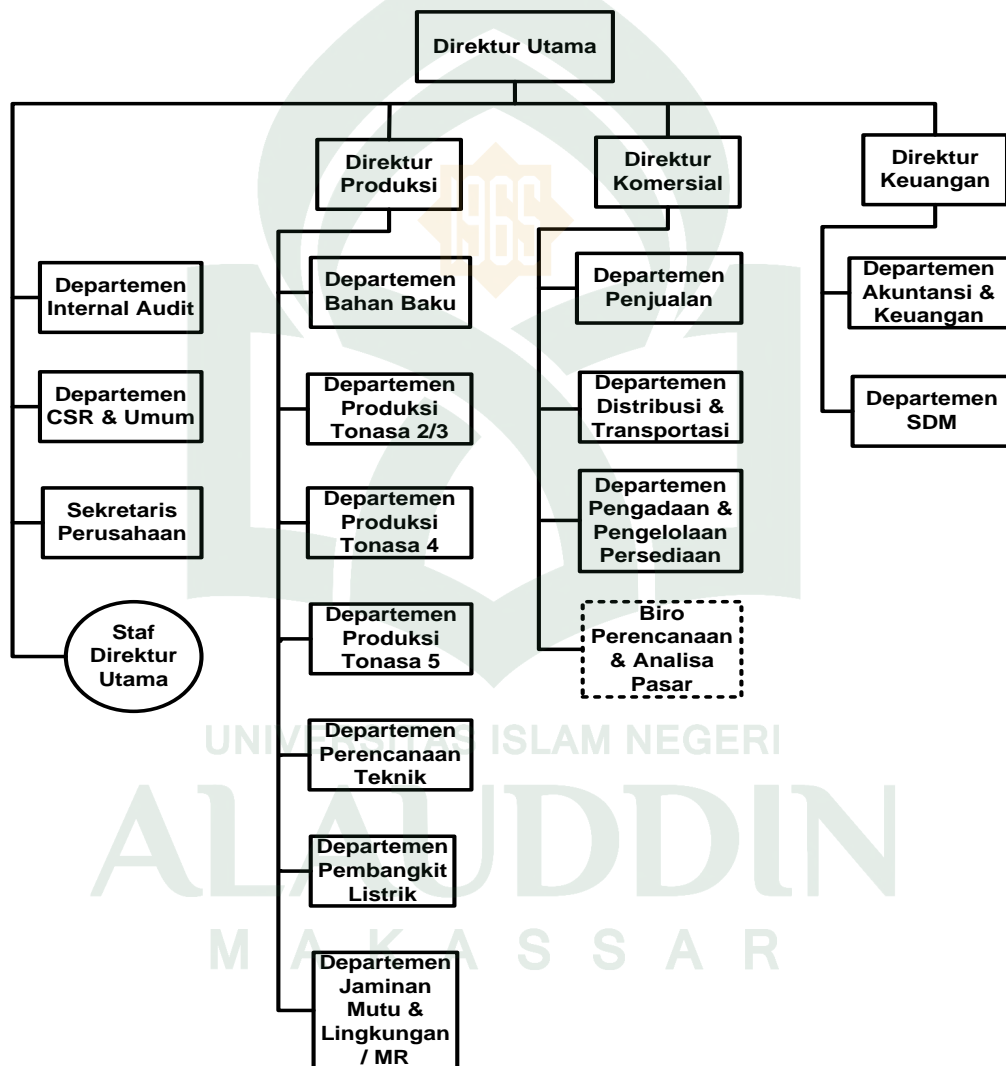 Direktur Utama
Direktur
Produksi
Direktur
Komersial
Direktur
Keuangan
Departemen
Internal Audit
Departemen
CSR & Umum
Sekretaris
Perusahaan
Staf
Direktur
Utama
Departemen
Bahan Baku
Departemen
Produksi
Tonasa 2/3
Departemen
Produksi
Tonasa 4
Departemen
Produksi
Tonasa 5
Departemen
Perencanaan
Teknik
Departemen
Pembangkit
Listrik
Departemen
Jaminan
Mutu &
Lingkungan
/ MR
Departemen
Penjualan
Departemen
Distribusi &
Transportasi
Departemen
Pengadaan &
Pengelolaan
Persediaan
Biro
Perencanaan
& Analisa
Pasar
Departemen
Akuntansi &
Keuangan
Departemen
SDM
1965
UNIVERSITAS ISLAM NEGERI
ALAUDDIN
MAKASSAR